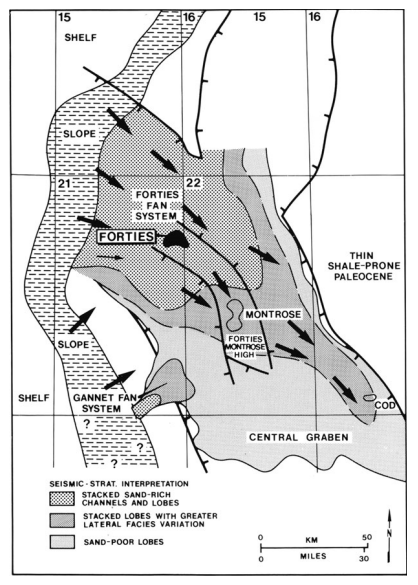 15
16
15
16
SHELF
SLOPE
21
22
FORTIES
FAN
SYSTEM
FORTIES
THIN
SHALE-PRONE
PALEOCENE
MONTROSE
FORTIES
MONTROSE
HIGH
SLOPE
SHELF
GANNET FAN
SYSTEM
COD
?
?
?
CENTRAL GRABEN
SEISMIC-STRAT. INTERPRETATION
STACKED SAND-RICH
CHANNELS AND LOBES
STACKED LOBES WITH GREATER
LATERAL FACIES VARIATION
SAND-POOR LOBES
KM
0 50
0 30
MILES
N